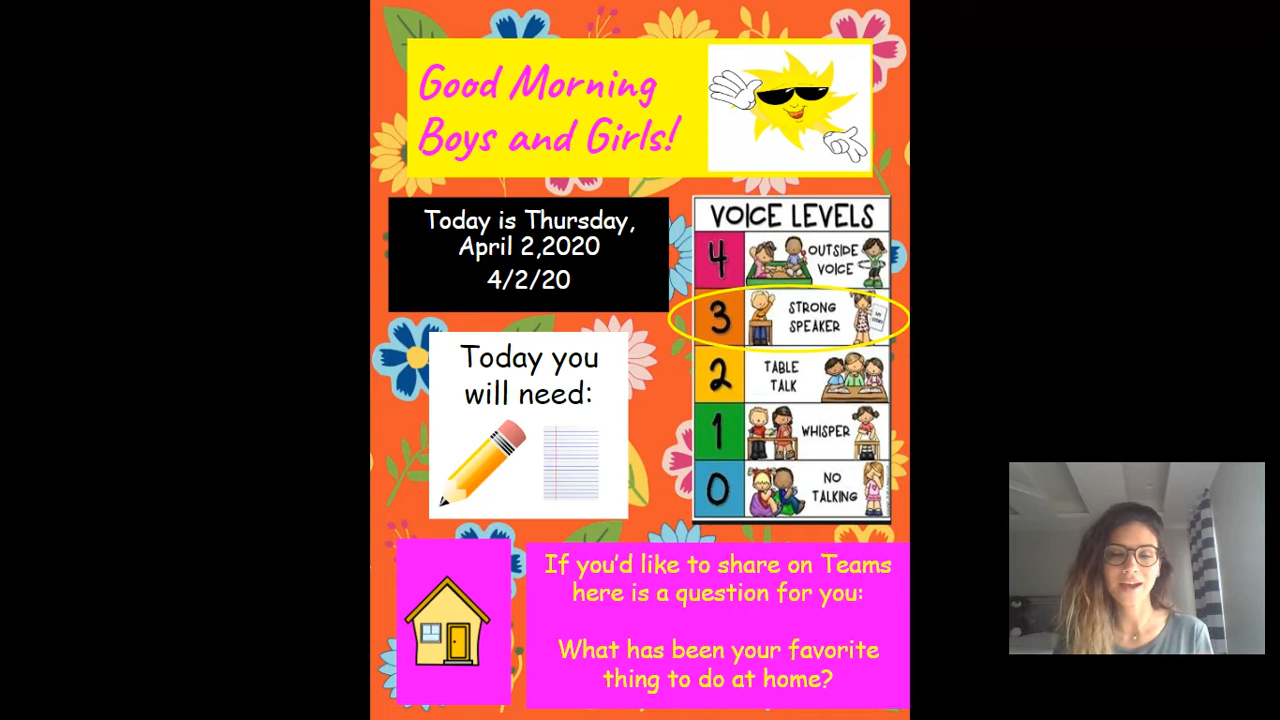 Good Morning
Boys and Girls!
Today is Thursday,
April 2,2020
4/2/20
VOICE LEVELS
4
OUTSIDE
VOICE
3
STRONG
SPEAKER
2
TABLE
TALK
1
WHISPER
0
NO
TALKING
Today you
will need:
If you'd like to share on Teams
here is a question for you:
What has been your favorite
thing to do at home?